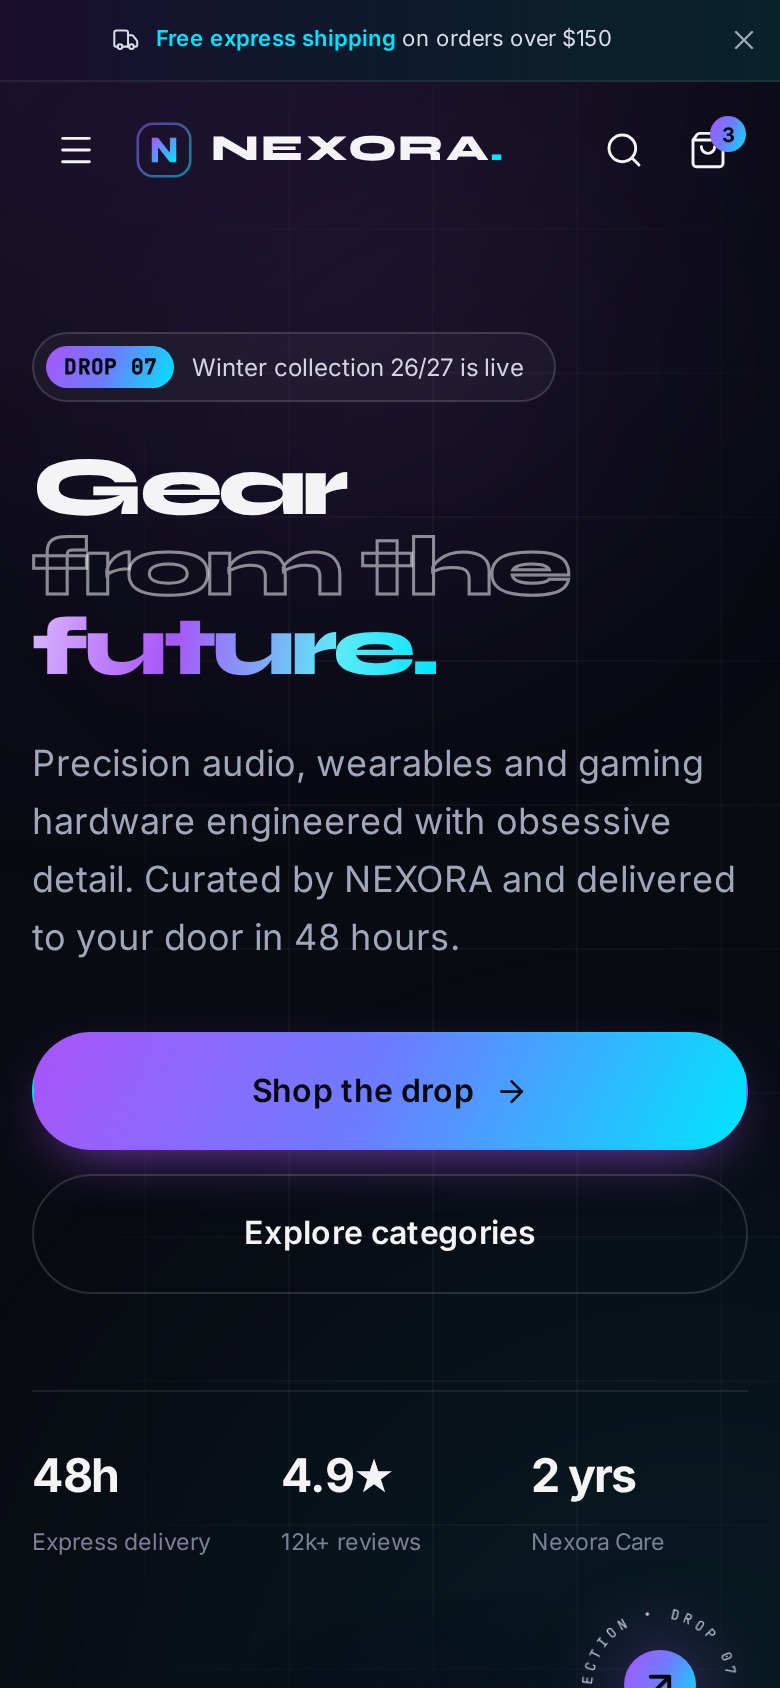 Free express shipping on orders over $150
N NEXORA.
3
DROP 07 Winter collection 26/27 is live
Gear
from the
future.
Precision audio, wearables and gaming
hardware engineered with obsessive
detail. Curated by NEXORA and delivered
to your door in 48 hours.
Shop the drop →
Explore categories
48h 4.9★ 2 yrs
Express delivery 12k+ reviews Nexora Care
• DROP 07